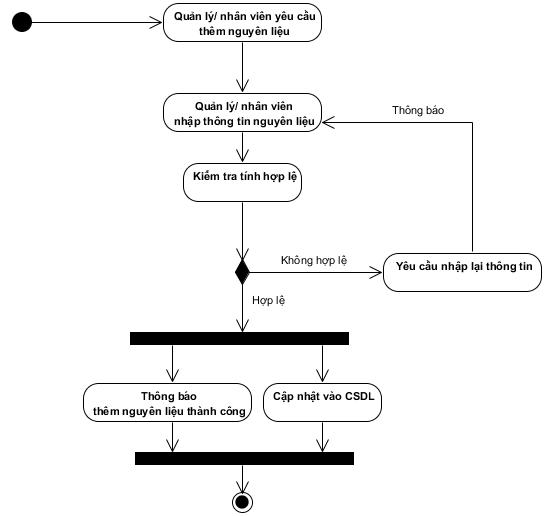 Quản lý/ nhân viên yêu cầu
thêm nguyên liệu
Quản lý/ nhân viên
nhập thông tin nguyên liệu
Thông báo
Kiểm tra tính hợp lệ
Không hợp lệ
Yêu cầu nhập lại thông tin
Hợp lệ
Thông báo
thêm nguyên liệu thành công
Cập nhật vào CSDL